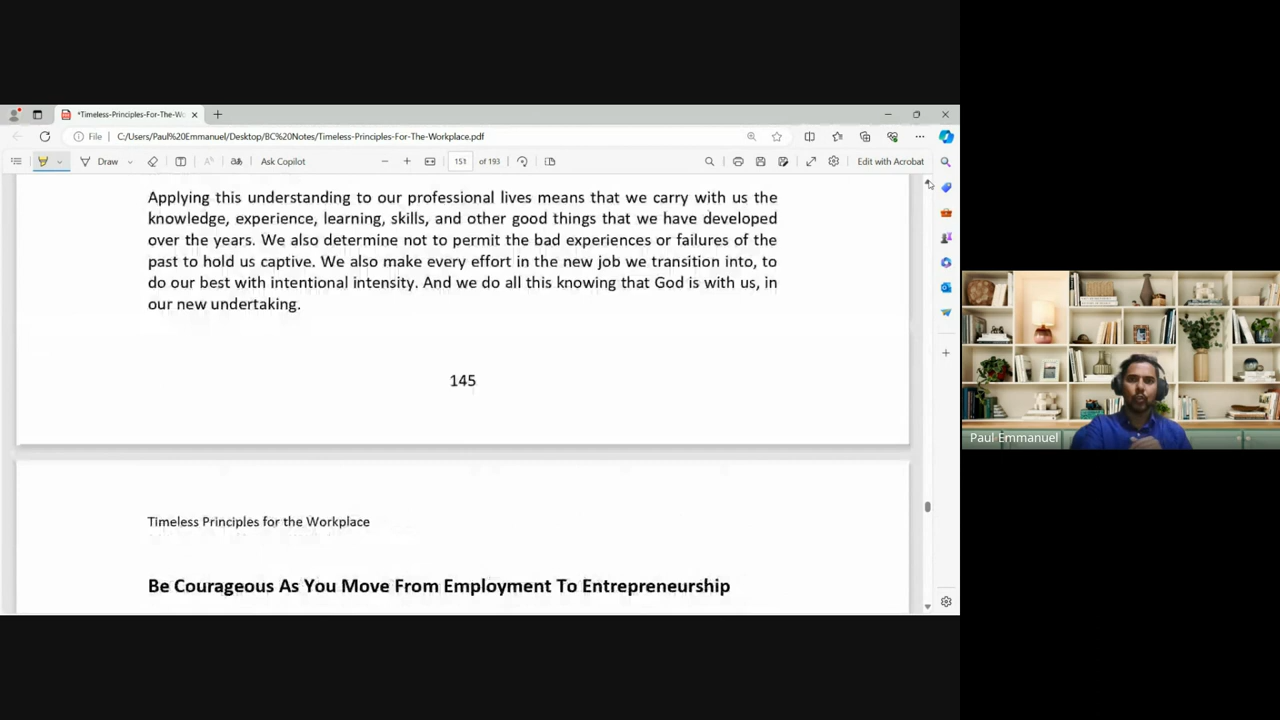 *Timeless-Principles-For-The-Wo
File
C:/Users/Paul%20Emmanuel/Desktop/BC%20Notes/Timeless-Principles-For-The-Workplace.pdf
Draw
Ask Copilot
151 of 193
Edit with Acrobat
Applying this understanding to our professional lives means that we carry with us the
knowledge, experience, learning, skills, and other good things that we have developed
over the years. We also determine not to permit the bad experiences or failures of the
past to hold us captive. We also make every effort in the new job we transition into, to
do our best with intentional intensity. And we do all this knowing that God is with us, in
our new undertaking.
145
Timeless Principles for the Workplace
Be Courageous As You Move From Employment To Entrepreneurship
Paul Emmanuel